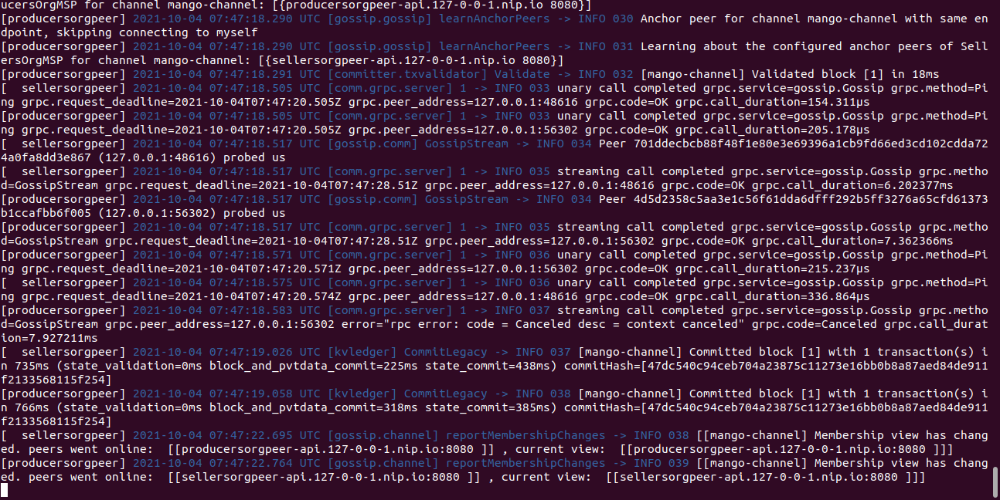 ucersOrgMSP for channel mango-channel: [{producersorgpeer-api.127-0-0-1.nip.io 8080}]
[producersorgpeer] 2021-10-04 07:47:18.290 UTC [gossip.gossip] learnAnchorPeers -> INFO 030 Anchor peer for channel mango-channel with same en
dpoint, skipping connecting to myself
[producersorgpeer] 2021-10-04 07:47:18.290 UTC [gossip.gossip] learnAnchorPeers -> INFO 031 Learning about the configured anchor peers of Sell
ersOrgMSP for channel mango-channel: [{sellersorgpeer-api.127-0-0-1.nip.io 8080}]
[producersorgpeer] 2021-10-04 07:47:18.291 UTC [committer.txvalidator] Validate -> INFO 032 [mango-channel] Validated block [1] in 18ms
[  sellersorgpeer] 2021-10-04 07:47:18.505 UTC [comm.grpc.server] 1 -> INFO 033 unary call completed grpc.service=gossip.Gossip grpc.method=Pi
ng grpc.request_deadline=2021-10-04T07:47:20.505Z grpc.peer_address=127.0.0.1:48616 grpc.code=OK grpc.call_duration=154.311µs
[producersorgpeer] 2021-10-04 07:47:18.505 UTC [comm.grpc.server] 1 -> INFO 033 unary call completed grpc.service=gossip.Gossip grpc.method=Pi
ng grpc.request_deadline=2021-10-04T07:47:20.505Z grpc.peer_address=127.0.0.1:56302 grpc.code=OK grpc.call_duration=205.178µs
[  sellersorgpeer] 2021-10-04 07:47:18.517 UTC [gossip.comm] GossipStream -> INFO 034 Peer 701ddecbcb88f48f1e80e3e69396a1cb9fd66ed3cd102cdda72
4a0fa8dd3e867 (127.0.0.1:48616) probed us
[  sellersorgpeer] 2021-10-04 07:47:18.517 UTC [comm.grpc.server] 1 -> INFO 035 streaming call completed grpc.service=gossip.Gossip grpc.metho
d=GossipStream grpc.request_deadline=2021-10-04T07:47:28.51Z grpc.peer_address=127.0.0.1:48616 grpc.code=OK grpc.call_duration=6.202377ms
[producersorgpeer] 2021-10-04 07:47:18.517 UTC [gossip.comm] GossipStream -> INFO 034 Peer 4d5d2358c5aa3e1c56f61dda6dfff292b5ff3276a65cfd61373
b1ccafbb6f005 (127.0.0.1:56302) probed us
[producersorgpeer] 2021-10-04 07:47:18.517 UTC [comm.grpc.server] 1 -> INFO 035 streaming call completed grpc.service=gossip.Gossip grpc.metho
d=GossipStream grpc.request_deadline=2021-10-04T07:47:28.51Z grpc.peer_address=127.0.0.1:56302 grpc.code=OK grpc.call_duration=7.362366ms
[producersorgpeer] 2021-10-04 07:47:18.571 UTC [comm.grpc.server] 1 -> INFO 036 unary call completed grpc.service=gossip.Gossip grpc.method=Pi
ng grpc.request_deadline=2021-10-04T07:47:20.571Z grpc.peer_address=127.0.0.1:56302 grpc.code=OK grpc.call_duration=215.237µs
[  sellersorgpeer] 2021-10-04 07:47:18.575 UTC [comm.grpc.server] 1 -> INFO 036 unary call completed grpc.service=gossip.Gossip grpc.method=Pi
ng grpc.request_deadline=2021-10-04T07:47:20.574Z grpc.peer_address=127.0.0.1:48616 grpc.code=OK grpc.call_duration=336.864µs
[producersorgpeer] 2021-10-04 07:47:18.583 UTC [comm.grpc.server] 1 -> INFO 037 streaming call completed grpc.service=gossip.Gossip grpc.metho
d=GossipStream grpc.peer_address=127.0.0.1:56302 error="rpc error: code = Canceled desc = context canceled" grpc.code=Canceled grpc.call_durat
ion=7.927211ms
[  sellersorgpeer] 2021-10-04 07:47:19.026 UTC [kvledger] CommitLegacy -> INFO 037 [mango-channel] Committed block [1] with 1 transaction(s) i
n 735ms (state_validation=0ms block_and_pvtdata_commit=225ms state_commit=438ms) commitHash=[47dc540c94ceb704a23875c11273e16bb0b8a87aed84de911
f2133568115f254]
[producersorgpeer] 2021-10-04 07:47:19.058 UTC [kvledger] CommitLegacy -> INFO 038 [mango-channel] Committed block [1] with 1 transaction(s) i
n 766ms (state_validation=0ms block_and_pvtdata_commit=318ms state_commit=385ms) commitHash=[47dc540c94ceb704a23875c11273e16bb0b8a87aed84de911
f2133568115f254]
[  sellersorgpeer] 2021-10-04 07:47:22.695 UTC [gossip.channel] reportMembershipChanges -> INFO 038 [[mango-channel] Membership view has chang
ed. peers went online:  [[producersorgpeer-api.127-0-0-1.nip.io:8080 ]] , current view:  [[producersorgpeer-api.127-0-0-1.nip.io:8080 ]]]
[producersorgpeer] 2021-10-04 07:47:22.764 UTC [gossip.channel] reportMembershipChanges -> INFO 039 [[mango-channel] Membership view has chang
ed. peers went online:  [[sellersorgpeer-api.127-0-0-1.nip.io:8080 ]] , current view:  [[sellersorgpeer-api.127-0-0-1.nip.io:8080 ]]]